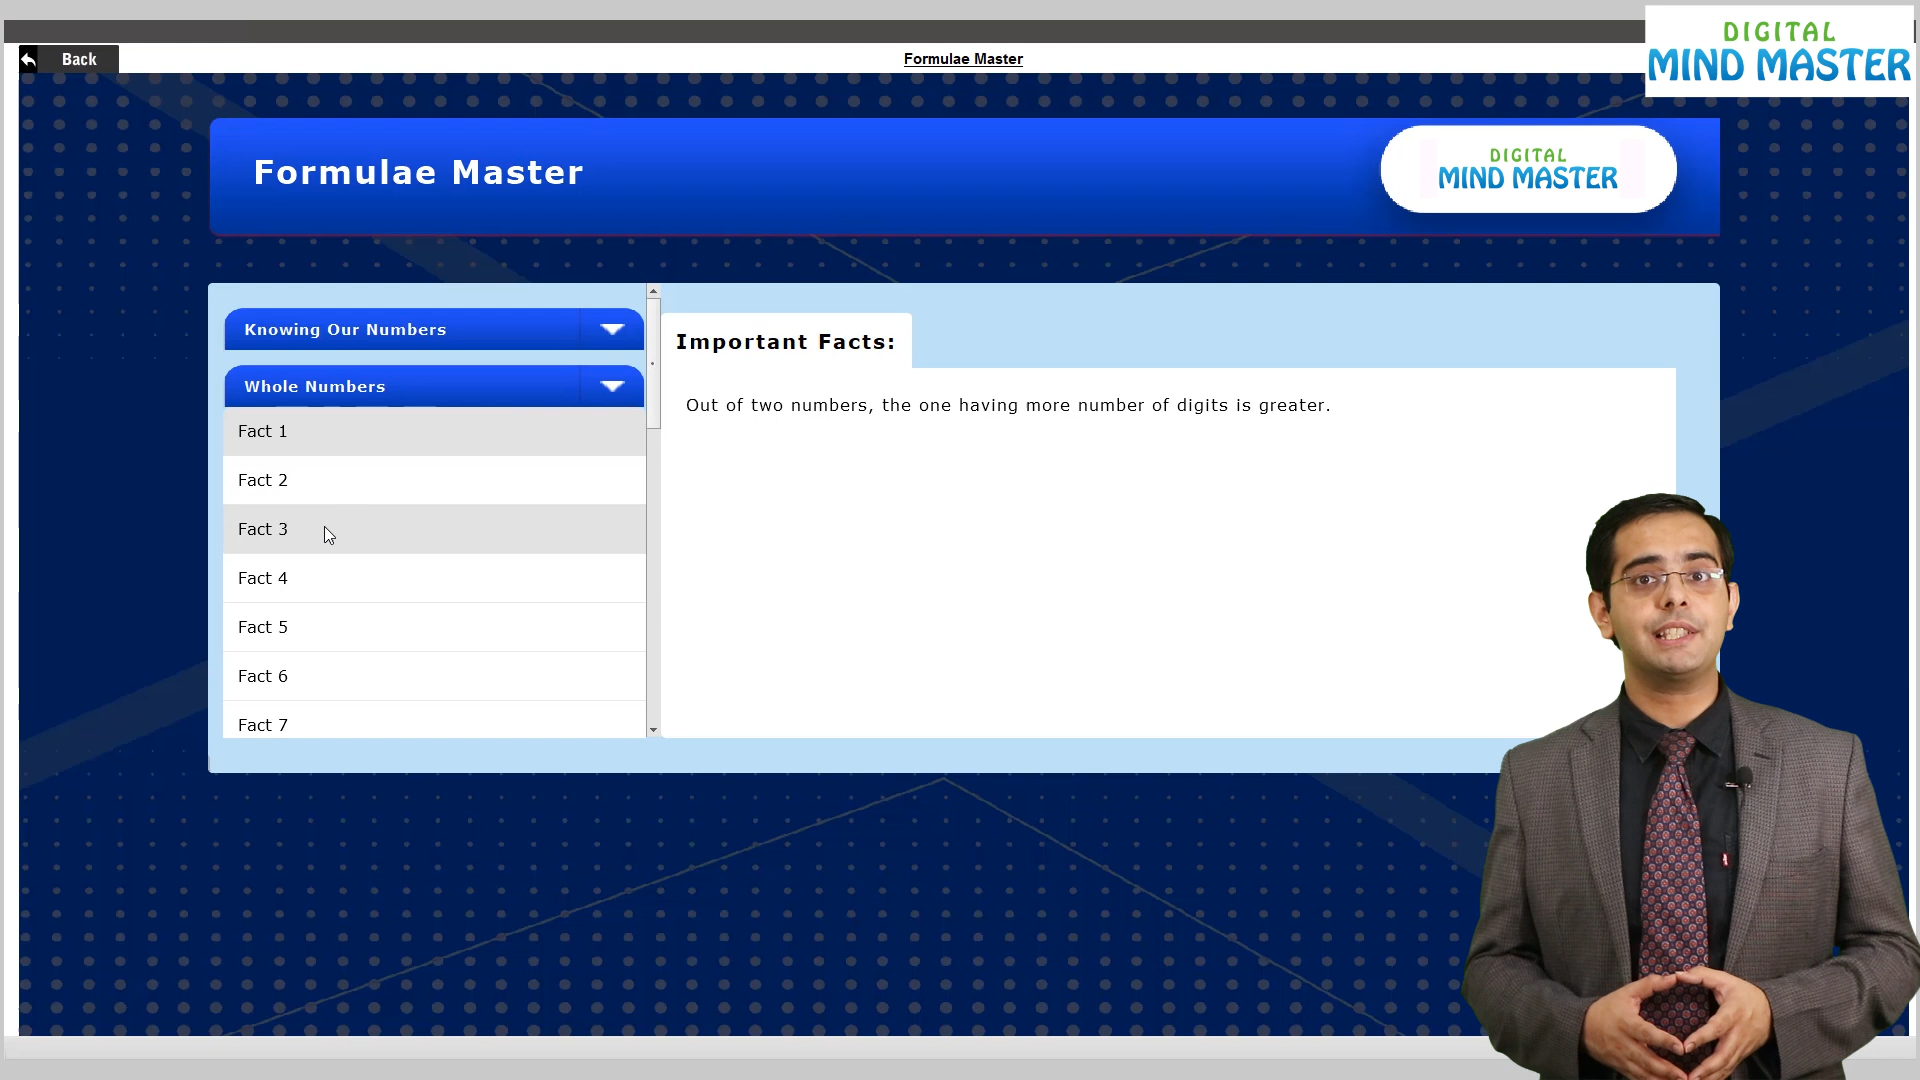 DIGITAL
MIND MASTER
Back
Formulae Master
Formulae Master
DIGITAL
MIND MASTER
Knowing Our Numbers
Whole Numbers
Fact 1
Fact 2
Fact 3
Fact 4
Fact 5
Fact 6
Fact 7
Important Facts:
Out of two numbers, the one having more number of digits is greater.